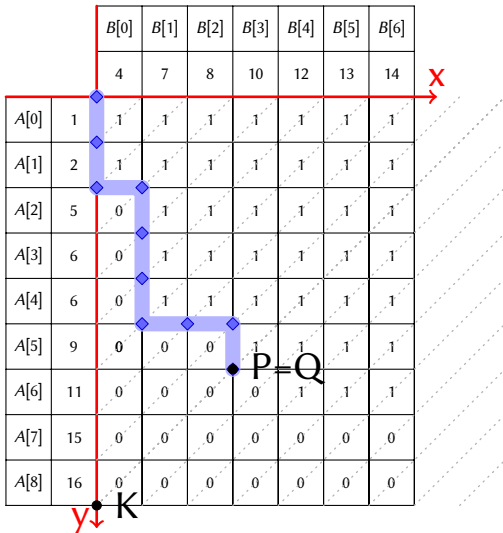 B[0] B[1] B[2] B[3] B[4] B[5] B[6]
4 7 8 10 12 13 14
x
A[0] 1 1 1 1 1 1 1 1
A[1] 2 1 1 1 1 1 1 1
A[2] 5 0 1 1 1 1 1 1
A[3] 6 0 1 1 1 1 1 1
A[4] 6 0 1 1 1 1 1 1
A[5] 9 0 0 0 1 1 1 1
P=Q
A[6] 11 0 0 0 0 1 1 1
A[7] 15 0 0 0 0 0 0 0
A[8] 16 0 0 0 0 0 0 0
K
y